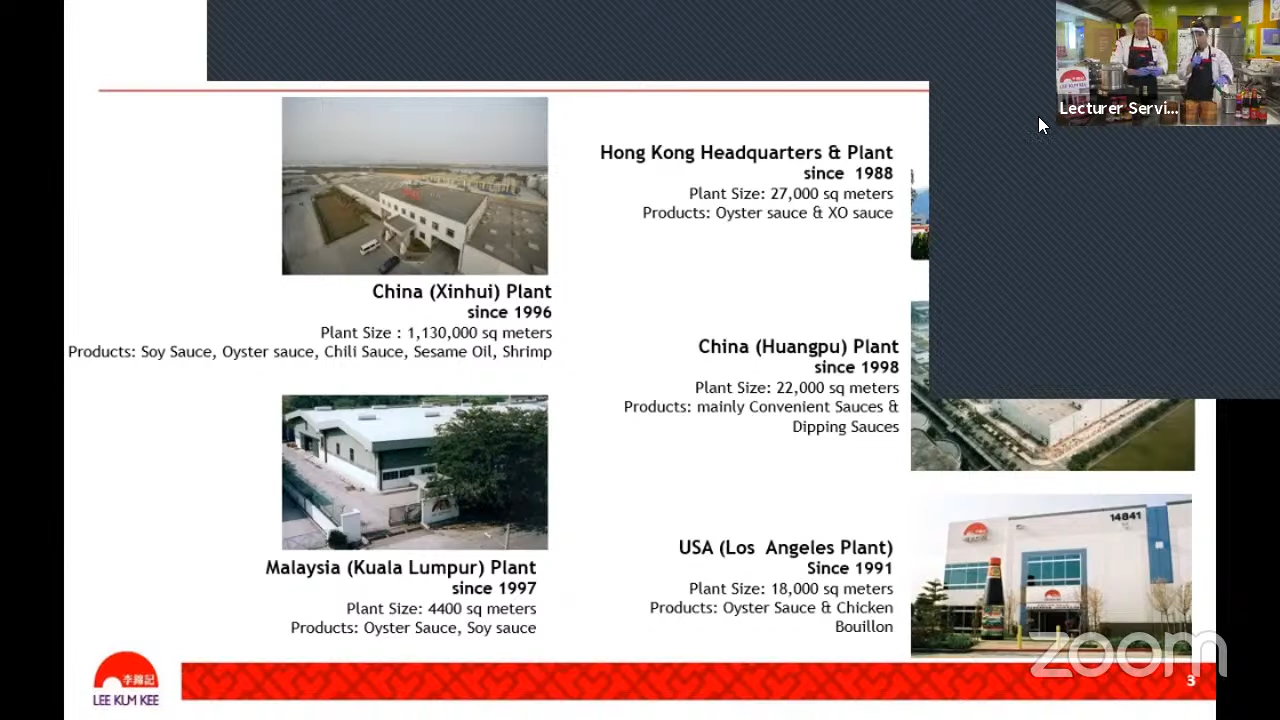 Lecturer Servi...
Hong Kong Headquarters & Plant
since 1988
Plant Size: 27,000 sq meters
Products: Oyster sauce & XO sauce
China (Xinhui) Plant
since 1996
Plant Size : 1,130,000 sq meters
Products: Soy Sauce, Oyster sauce, Chili Sauce, Sesame Oil, Shrimp
China (Huangpu) Plant
since 1998
Plant Size: 22,000 sq meters
Products: mainly Convenient Sauces &
Dipping Sauces
Malaysia (Kuala Lumpur) Plant
since 1997
Plant Size: 4400 sq meters
Products: Oyster Sauce, Soy sauce
USA (Los Angeles Plant)
Since 1991
Plant Size: 18,000 sq meters
Products: Oyster Sauce & Chicken
Bouillon
14841
zoom
李錦記
LEE KUM KEE
3
LEE KUM KEE